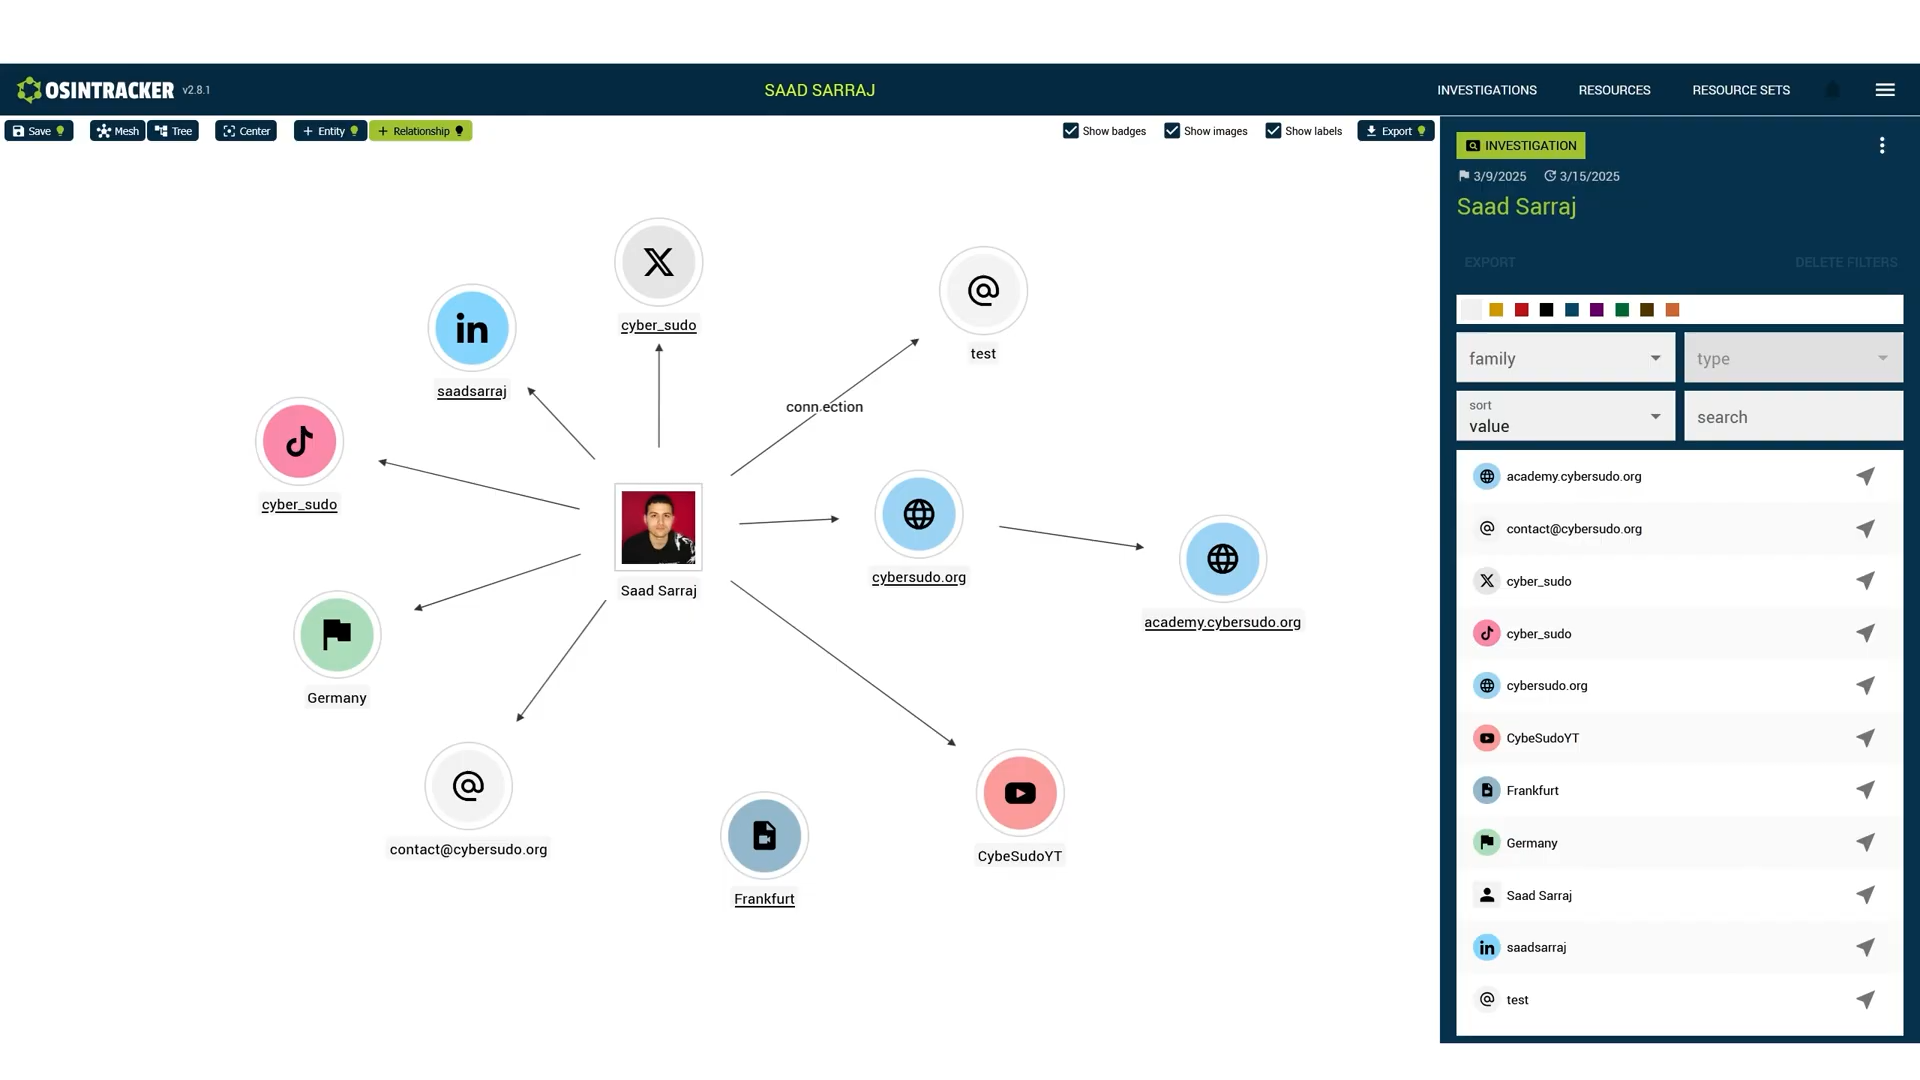 OSINTRACKER v2.8.1
SAAD SARRAJ
INVESTIGATIONS RESOURCES RESOURCE SETS
Save Mesh Tree Center + Entity + Relationship
Show badges Show images Show labels Export
cyber_sudo
test
saadsarraj
connection
cyber_sudo
Saad Sarraj
cybersudo.org
academy.cybersudo.org
Germany
contact@cybersudo.org
CybeSudoYT
Frankfurt
INVESTIGATION
3/9/2025 3/15/2025
Saad Sarraj
EXPORT DELETE FILTERS
family type
sort
value
search
academy.cybersudo.org
contact@cybersudo.org
cyber_sudo
cyber_sudo
cybersudo.org
CybeSudoYT
Frankfurt
Germany
Saad Sarraj
saadsarraj
test